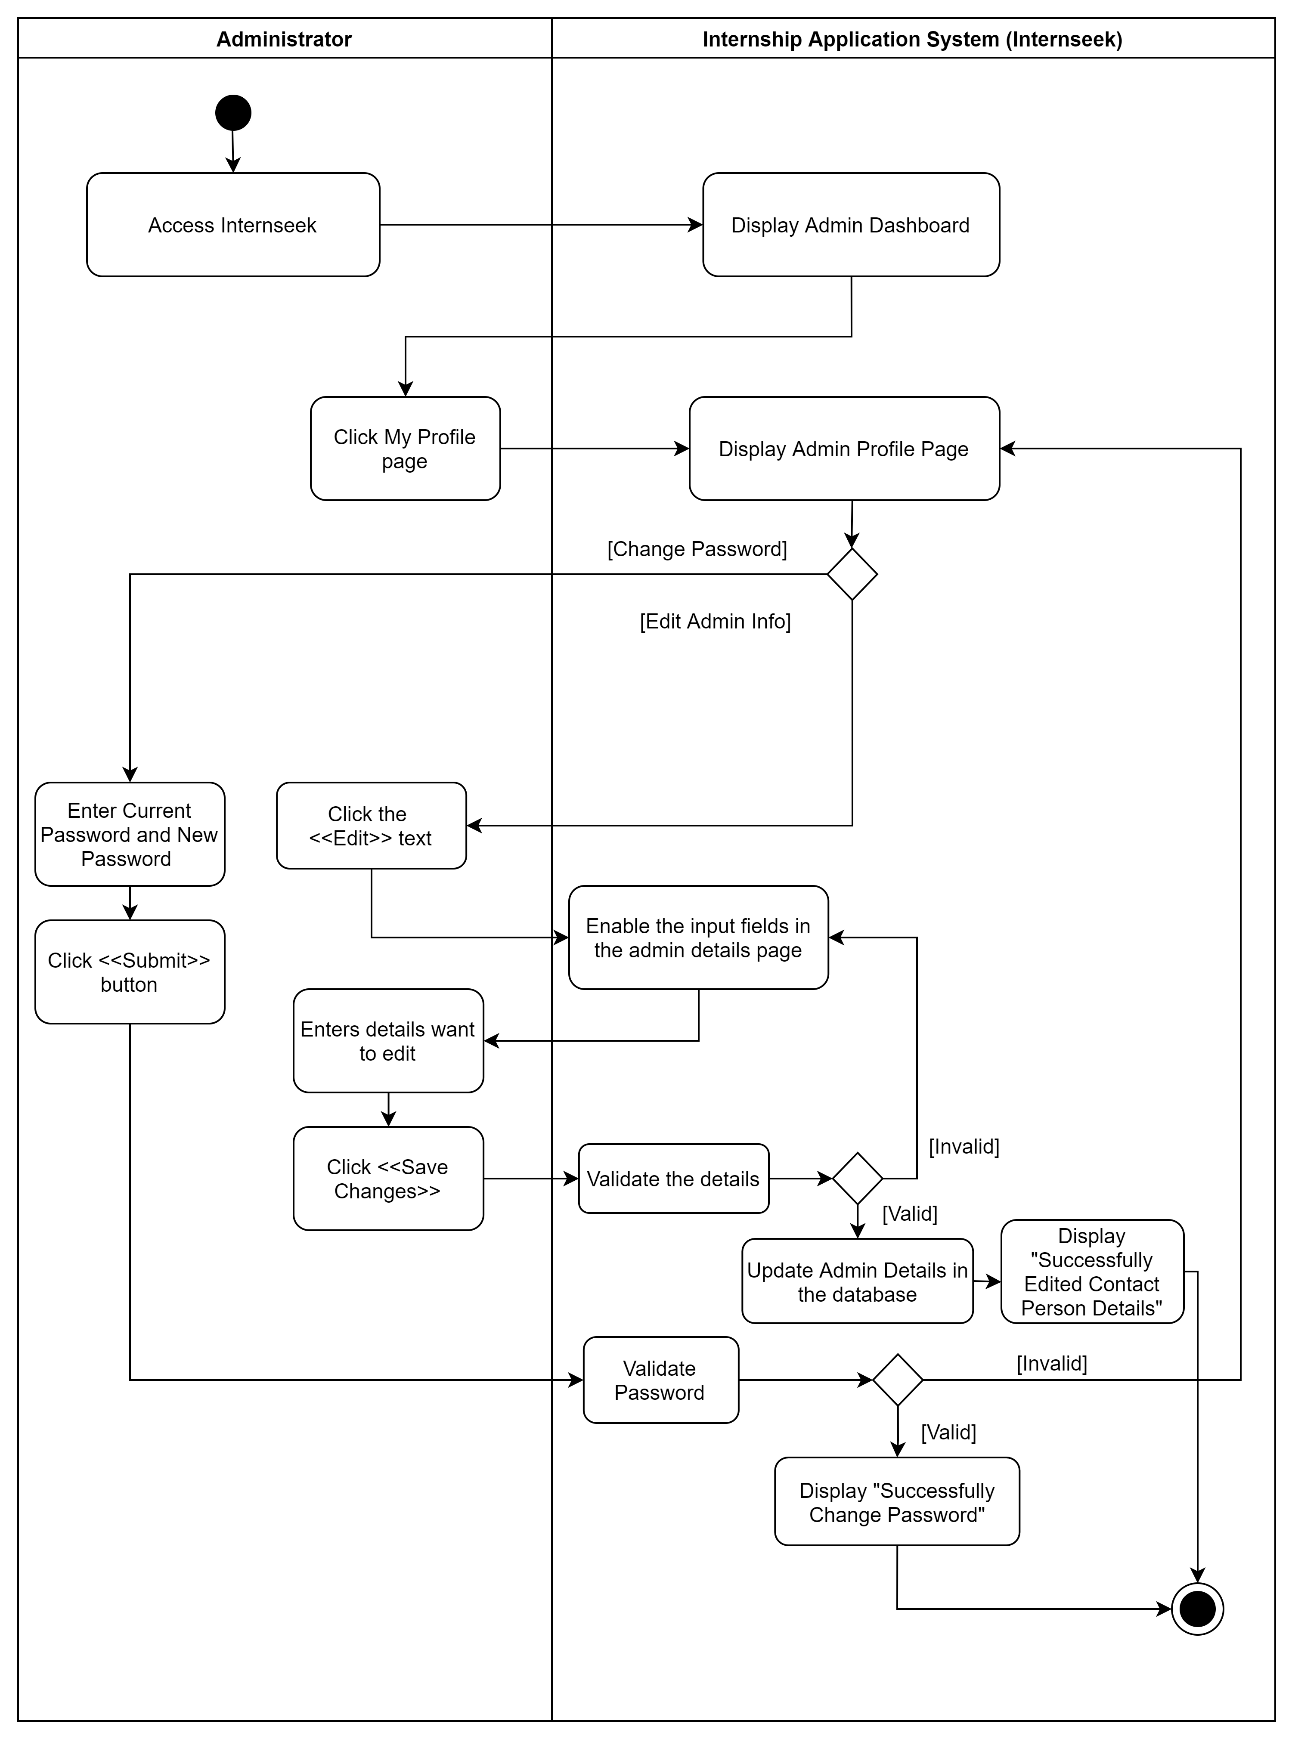 Administrator
Internship Application System (Internseek)
Access Internseek
Display Admin Dashboard
Click My Profile
page
Display Admin Profile Page
[Change Password]
[Edit Admin Info]
Enter Current
Password and New
Password
Click the
<<Edit>> text
Enable the input fields in
the admin details page
Click <<Submit>>
button
Enters details want
to edit
Click <<Save
Changes>>
Validate the details
[Invalid]
[Valid]
Update Admin Details in
the database
Display
"Successfully
Edited Contact
Person Details"
Validate
Password
[Invalid]
[Valid]
Display "Successfully
Change Password"